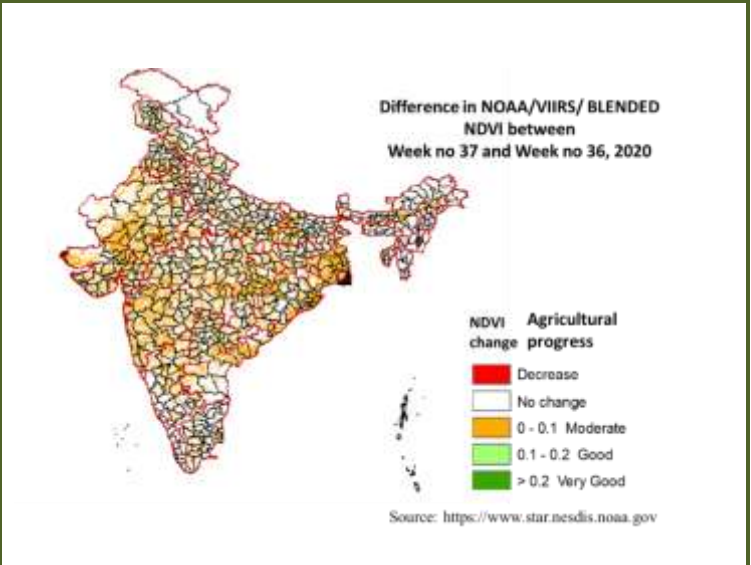 Difference in NOAA/VIIRS/ BLENDED
NDVI between
Week no 37 and Week no 36, 2020
NDVI Agricultural
change progress
Decrease
No change
0 - 0.1 Moderate
0.1 - 0.2 Good
> 0.2 Very Good
Source: https://www.star.nesdis.noaa.gov